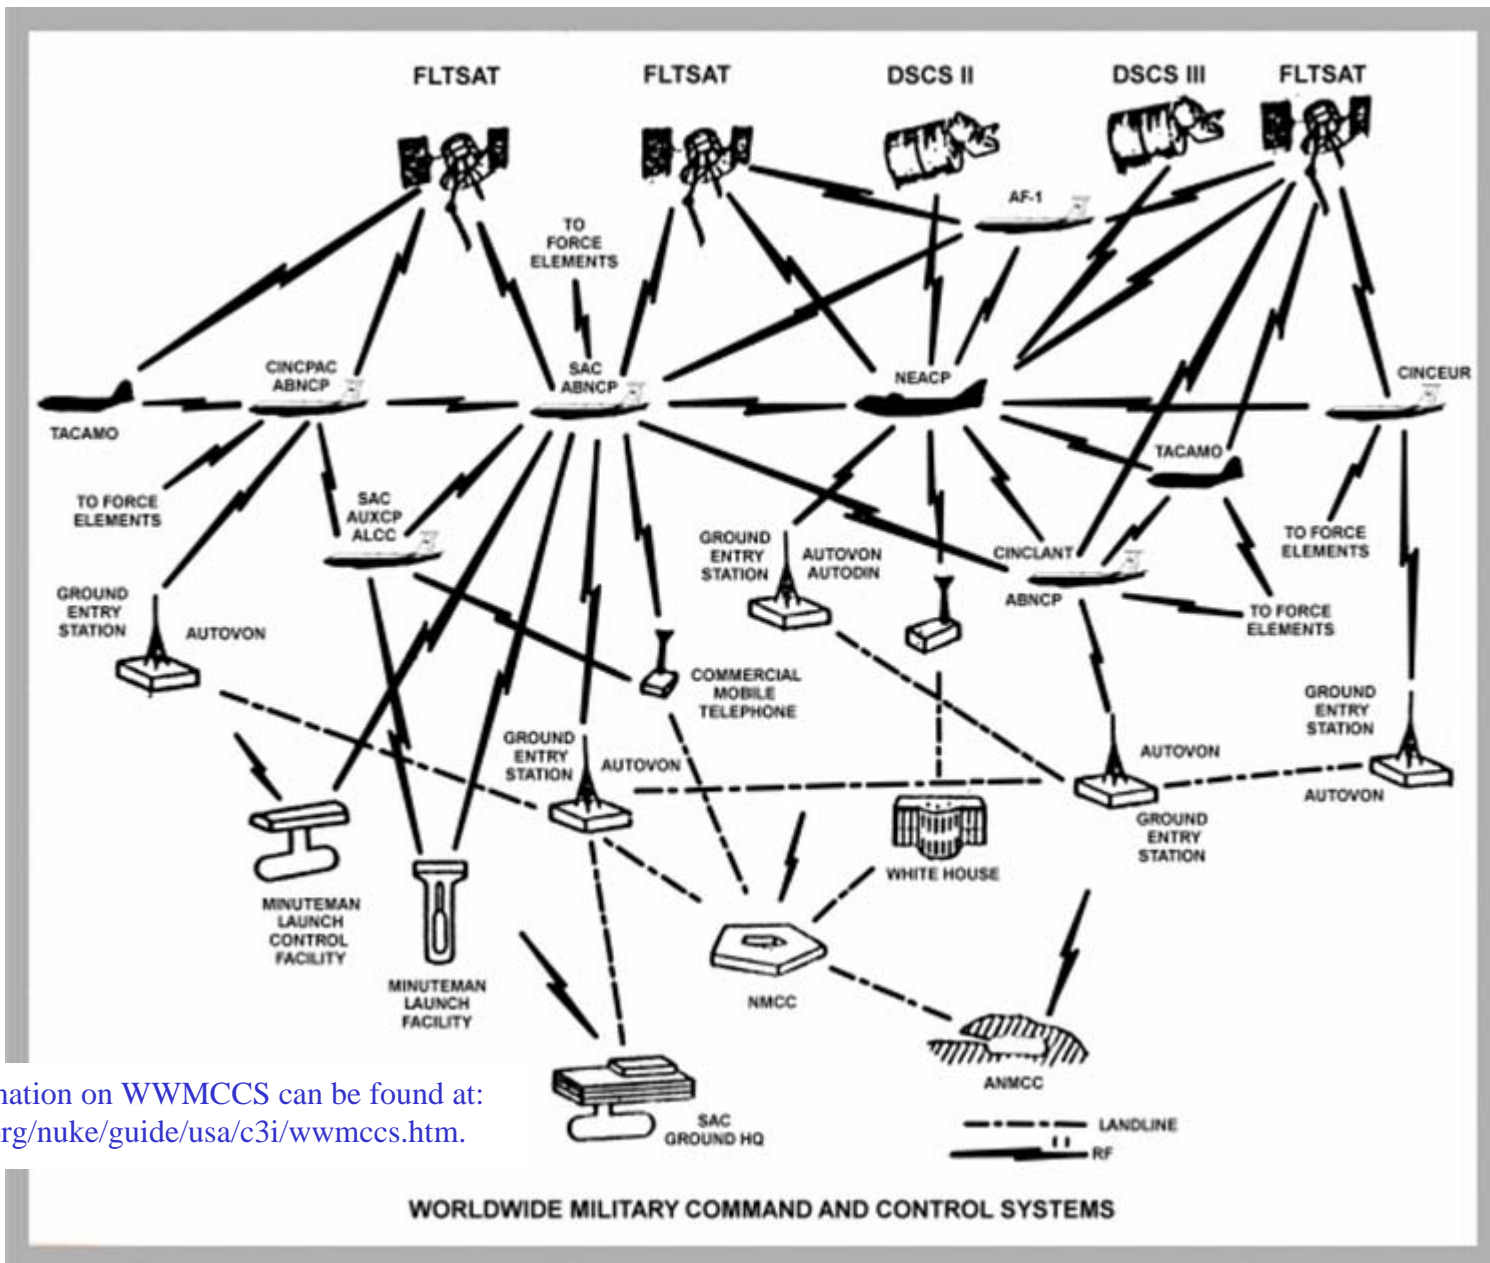 FLTSAT
FLTSAT
DSCS II
DSCS III
FLTSAT
AF-1
TO
FORCE
ELEMENTS
CINCPAC
ABNCP
SAC
ABNCP
NEACP
CINCEUR
TACAMO
TACAMO
TO FORCE
ELEMENTS
SAC
AUXCP
ALCC
GROUND
ENTRY
STATION
AUTOVON
AUTODIN
CINCLANT
ABNCP
TO FORCE
ELEMENTS
TO FORCE
ELEMENTS
GROUND
ENTRY
STATION
AUTOVON
COMMERCIAL
MOBILE
TELEPHONE
GROUND
ENTRY
STATION
GROUND
ENTRY
STATION
AUTOVON
AUTOVON
GROUND
ENTRY
STATION
AUTOVON
WHITE HOUSE
MINUTEMAN
LAUNCH
CONTROL
FACILITY
MINUTEMAN
LAUNCH
FACILITY
NMCC
ANMCC
mation on WWMCCS can be found at:
org/nuke/guide/usa/c3i/wwmccs.htm.
SAC
GROUND HQ
LANDLINE
RF
WORLDWIDE MILITARY COMMAND AND CONTROL SYSTEMS